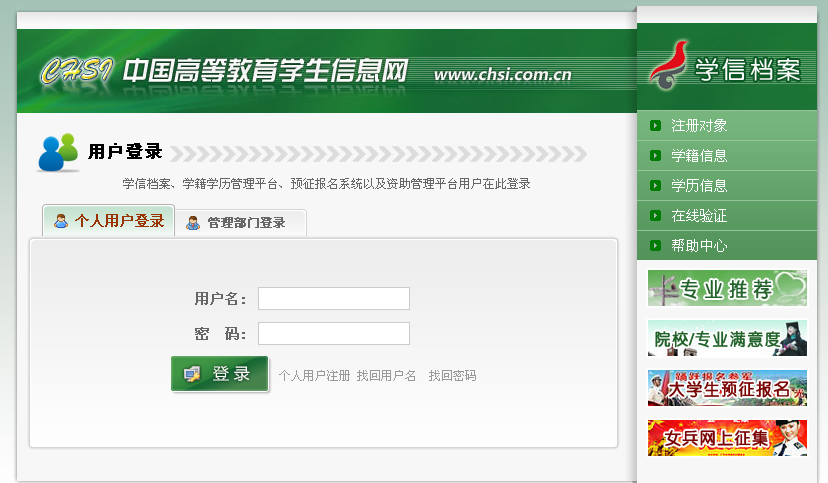 CHSI 中国高等教育学生信息网 www.chsi.com.cn
用户登录
学信档案、学籍学历管理平台、预征报名系统以及资助管理平台用户在此登录
个人用户登录 管理部门登录
用户名：
密 码：
登录 个人用户注册 找回用户名 找回密码
学信档案
注册对象
学籍信息
学历信息
在线验证
帮助中心
专业推荐
院校/专业满意度
踊跃报名参军
大学生预征报名
女兵网上征集